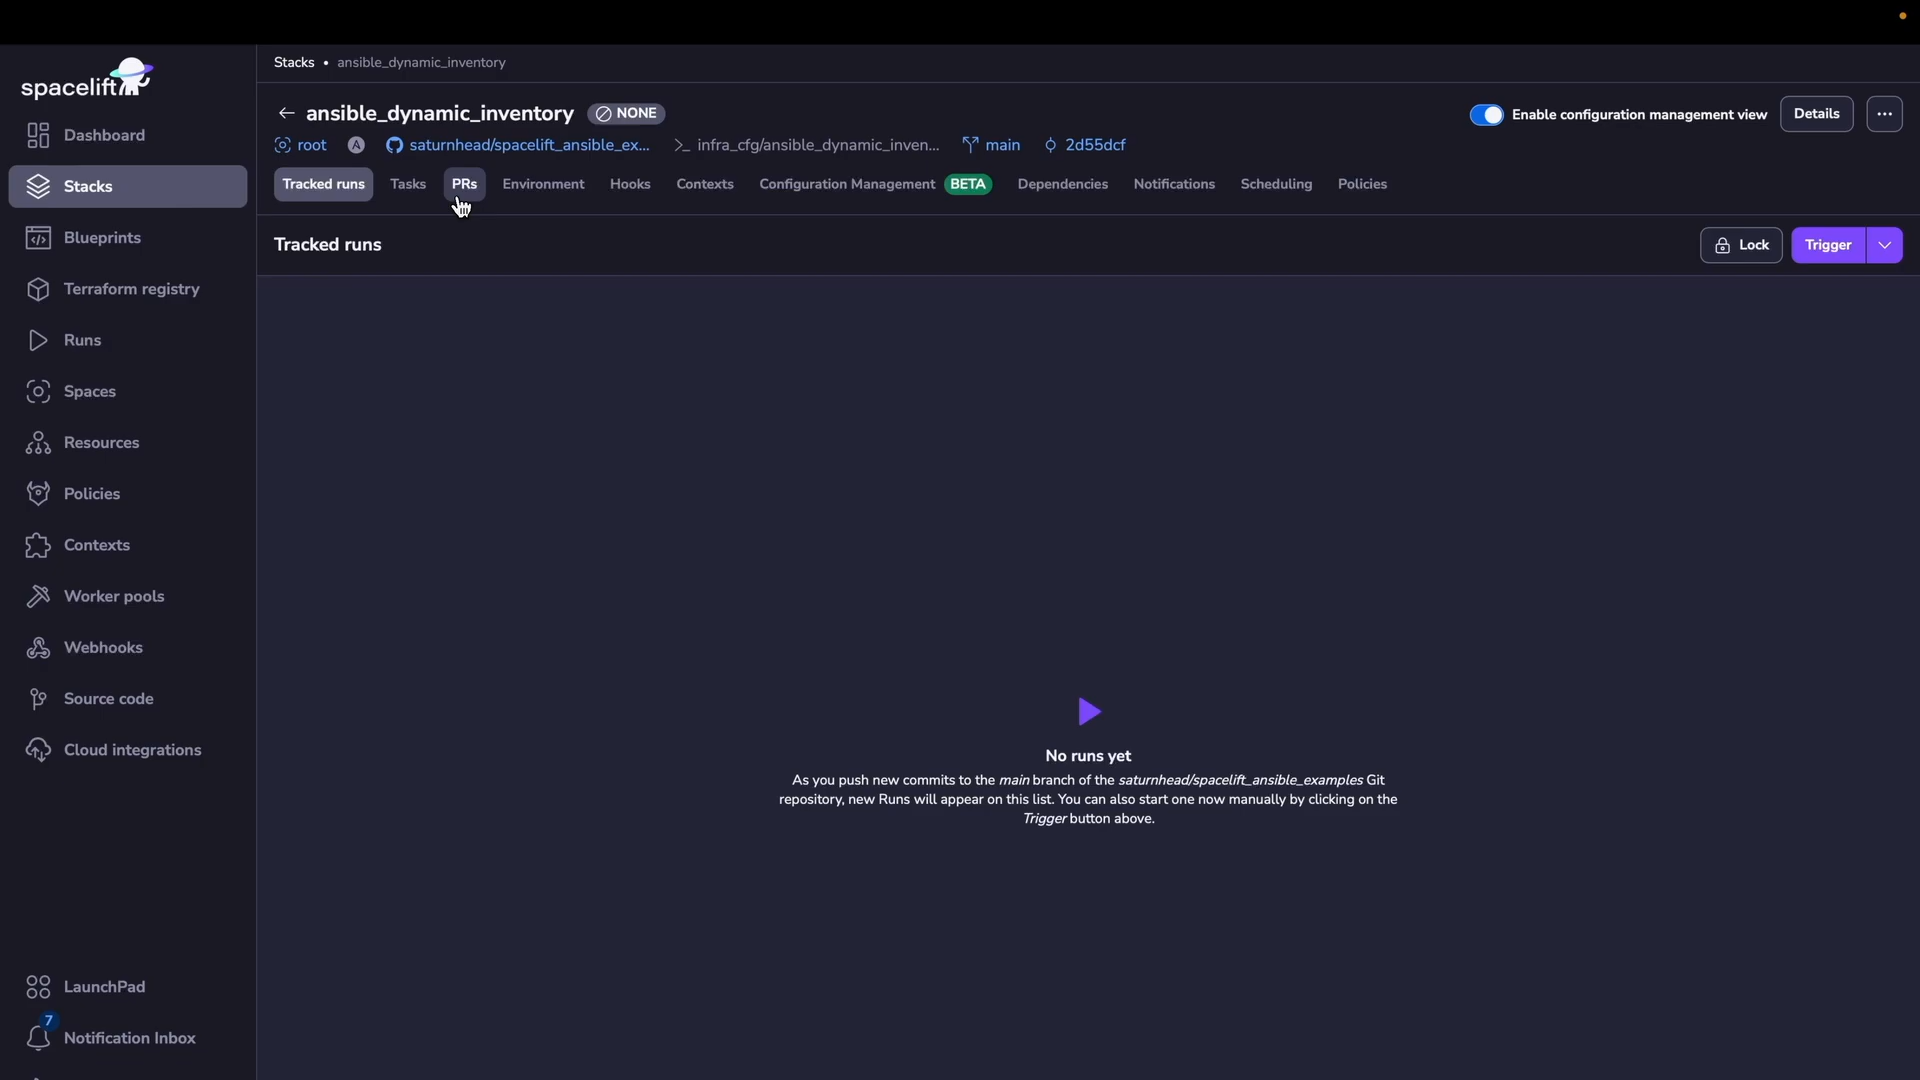 spacelift
Dashboard
Stacks
Blueprints
Terraform registry
Runs
Spaces
Resources
Policies
Contexts
Worker pools
Webhooks
Source code
Cloud integrations
LaunchPad
7
Notification Inbox
Stacks • ansible_dynamic_inventory
ansible_dynamic_inventory NONE
Enable configuration management view Details
root A saturnhead/spacelift_ansible_ex... infra_cfg/ansible_dynamic_inven... main 2d55dcf
Tracked runs Tasks PRs Environment Hooks Contexts Configuration Management BETA Dependencies Notifications Scheduling Policies
Tracked runs Lock Trigger
No runs yet
As you push new commits to the main branch of the saturnhead/spacelift_ansible_examples Git
repository, new Runs will appear on this list. You can also start one now manually by clicking on the
Trigger button above.